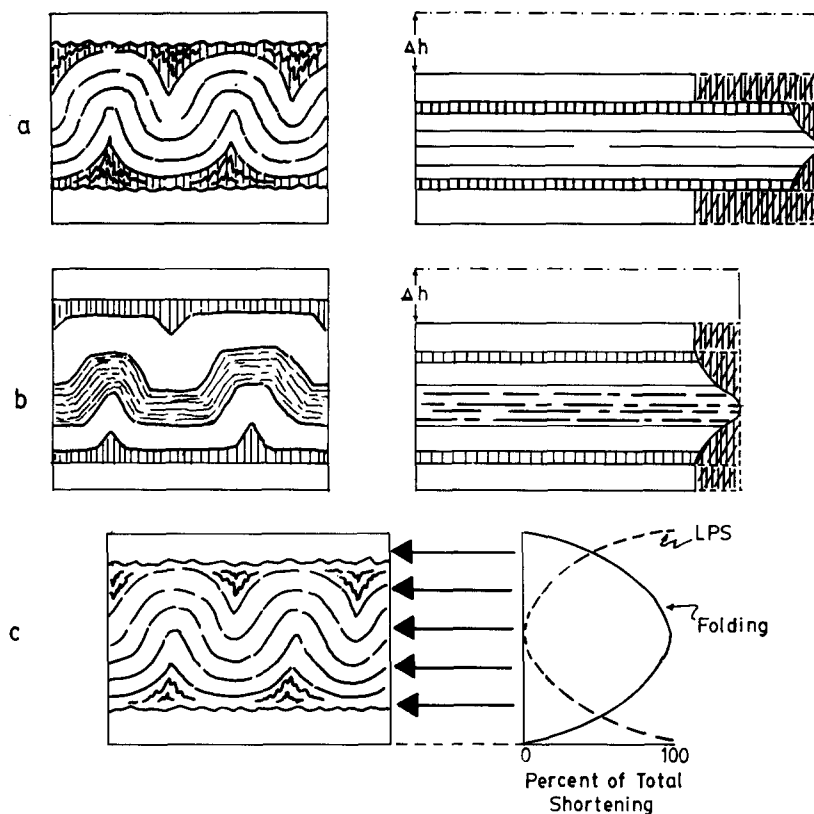 a
Δh
b
Δh
c
LPS
Folding
0 100
Percent of Total
Shortening